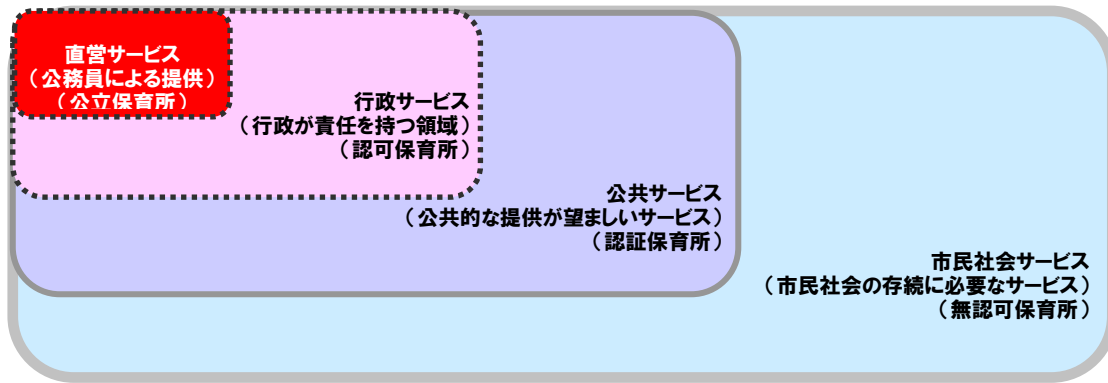 直営サービス
（公務員による提供）
（公立保育所）
行政サービス
（行政が責任を持つ領域）
（認可保育所）
公共サービス
（公共的な提供が望ましいサービス）
（認証保育所）
市民社会サービス
（市民社会の存続に必要なサービス）
（無認可保育所）